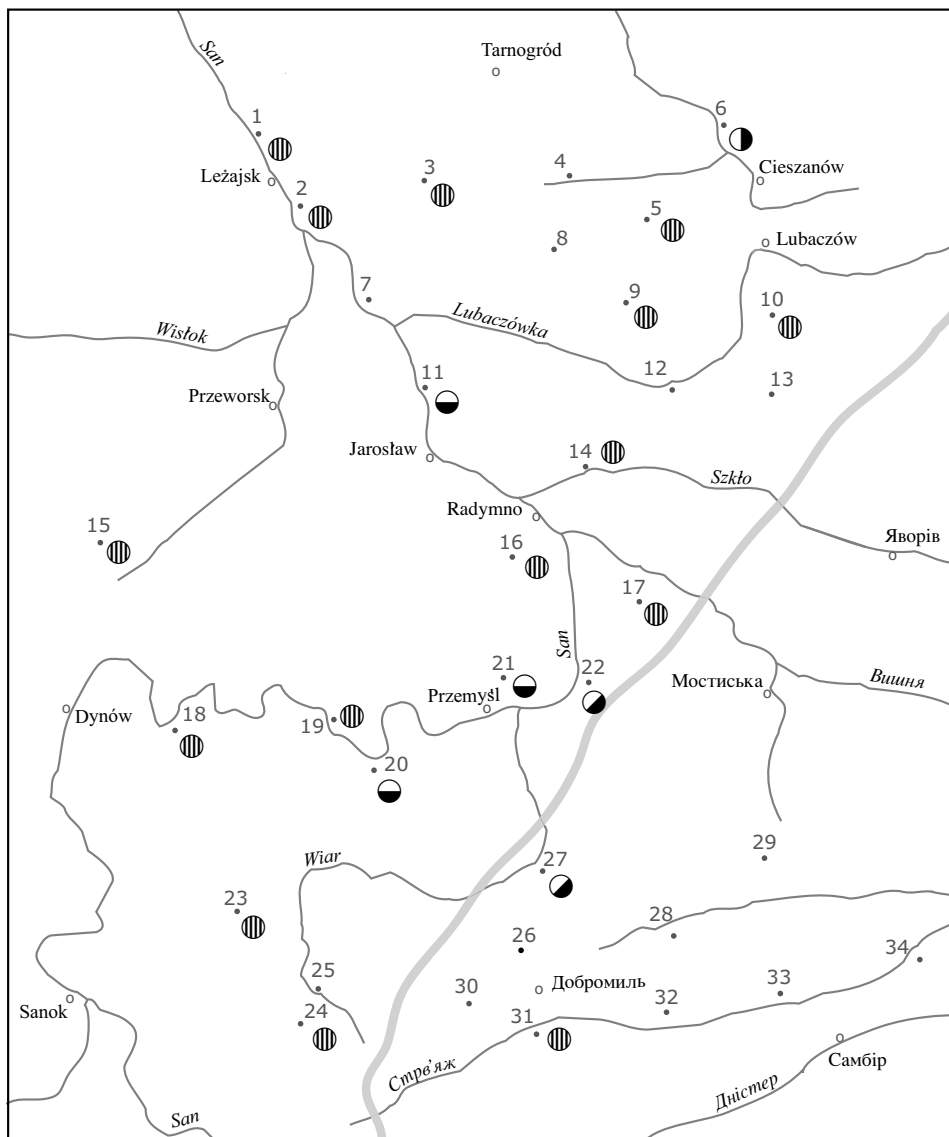 San
Tarnogród
6
1
Leżajsk
3
4
Cieszanów
2
5
8
Lubaczów
7
9
10
Wisłok
Lubaczówka
11
12
13
Przeworsk
Jarosław
14
Szkło
Radymno
15
16
Яворів
17
San
21
22
Przemyśl
Мостиська
Вишня
Dynów
18
19
20
29
Wiar
27
23
28
26
25
34
Sanok
24
30
Добромиль
33
32
31
Стрв'яж
Самбір
Дністер
San